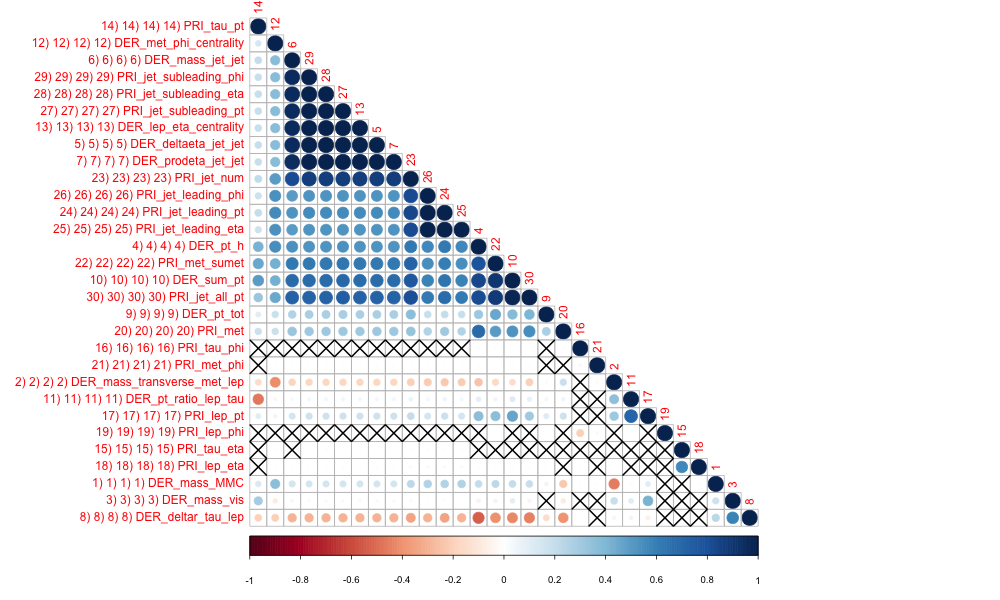 14
14) 14) 14) 14) PRI_tau_pt
12
12) 12) 12) 12) DER_met_phi_centrality
6
6) 6) 6) 6) DER_mass_jet_jet
29
29) 29) 29) 29) PRI_jet_subleading_phi
28
28) 28) 28) 28) PRI_jet_subleading_eta
27
27) 27) 27) 27) PRI_jet_subleading_pt
13
13) 13) 13) 13) DER_lep_eta_centrality
5
5) 5) 5) 5) DER_deltaeta_jet_jet
7
7) 7) 7) 7) DER_prodeta_jet_jet
23
23) 23) 23) 23) PRI_jet_num
26
26) 26) 26) 26) PRI_jet_leading_phi
24
24) 24) 24) 24) PRI_jet_leading_pt
25
25) 25) 25) 25) PRI_jet_leading_eta
4
4) 4) 4) 4) DER_pt_h
22
22) 22) 22) 22) PRI_met_sumet
10
10) 10) 10) 10) DER_sum_pt
30
30) 30) 30) 30) PRI_jet_all_pt
9
9) 9) 9) 9) DER_pt_tot
20
20) 20) 20) 20) PRI_met
16
16) 16) 16) 16) PRI_tau_phi
21
21) 21) 21) 21) PRI_met_phi
2
2) 2) 2) 2) DER_mass_transverse_met_lep
11
11) 11) 11) 11) DER_pt_ratio_lep_tau
17
17) 17) 17) 17) PRI_lep_pt
19
19) 19) 19) 19) PRI_lep_phi
15
15) 15) 15) 15) PRI_tau_eta
18
18) 18) 18) 18) PRI_lep_eta
1
1) 1) 1) 1) DER_mass_MMC
3
3) 3) 3) 3) DER_mass_vis
8
8) 8) 8) 8) DER_deltar_tau_lep
-1 -0.8 -0.6 -0.4 -0.2 0 0.2 0.4 0.6 0.8 1